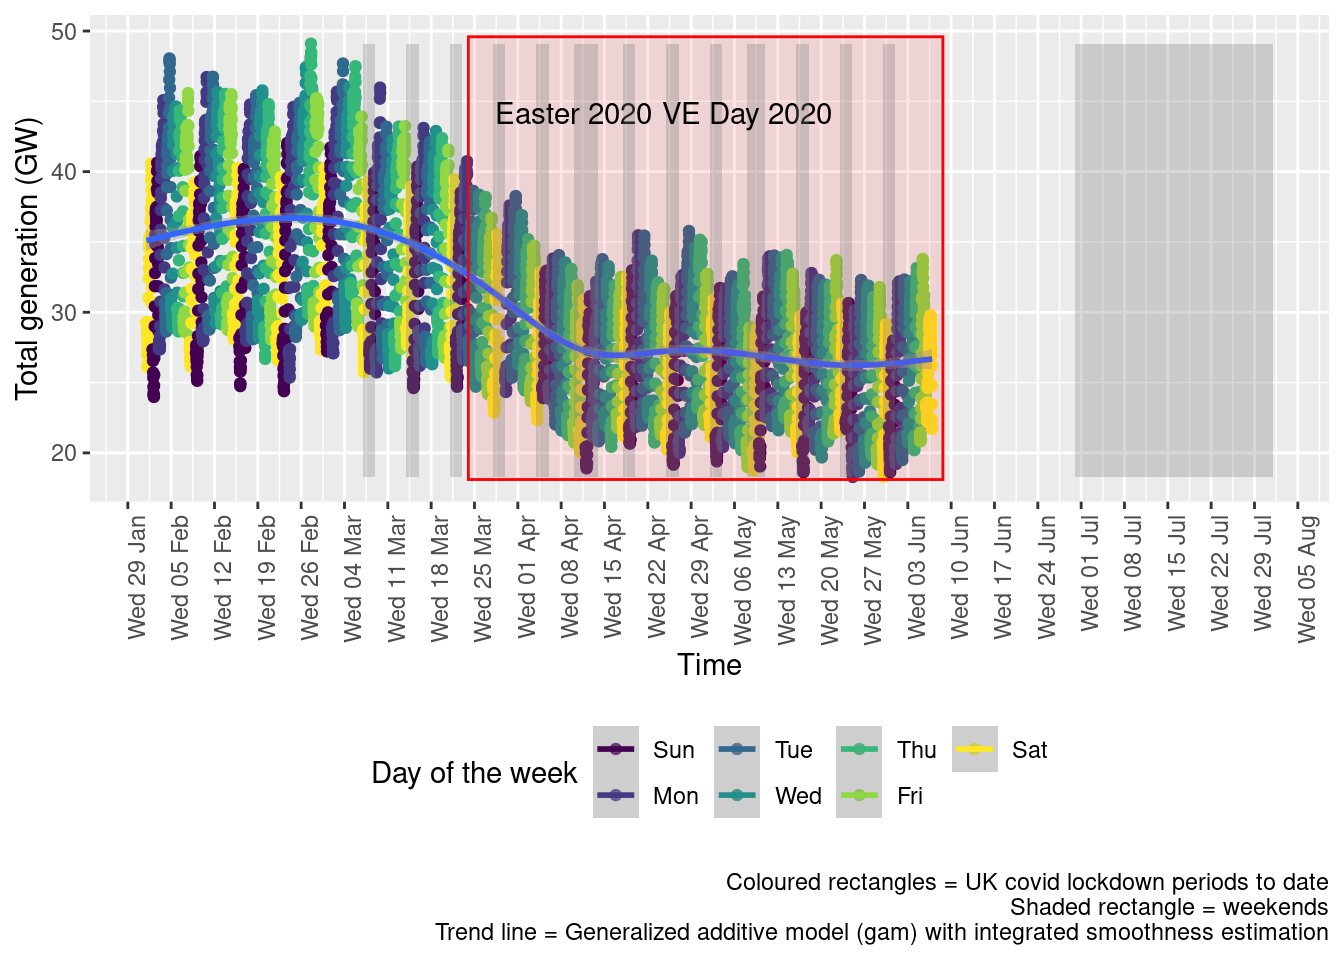 50
40
30
20
Total generation (GW)
Easter 2020 VE Day 2020
Wed 29 Jan
Wed 05 Feb
Wed 12 Feb
Wed 19 Feb
Wed 26 Feb
Wed 04 Mar
Wed 11 Mar
Wed 18 Mar
Wed 25 Mar
Wed 01 Apr
Wed 08 Apr
Wed 15 Apr
Wed 22 Apr
Wed 29 Apr
Wed 06 May
Wed 13 May
Wed 20 May
Wed 27 May
Wed 03 Jun
Wed 10 Jun
Wed 17 Jun
Wed 24 Jun
Wed 01 Jul
Wed 08 Jul
Wed 15 Jul
Wed 22 Jul
Wed 29 Jul
Wed 05 Aug
Time
Day of the week
Sun
Mon
Tue
Wed
Thu
Fri
Sat
Coloured rectangles = UK covid lockdown periods to date
Shaded rectangle = weekends
Trend line = Generalized additive model (gam) with integrated smoothness estimation